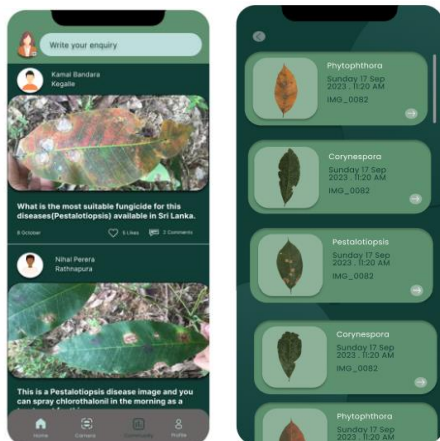 Write your enquiry
Kamal Bandara
Kegalle
What is the most suitable fungicide for this
diseases(Pestalotiopsis) available in Sri Lanka.
8 October
6 Likes
2 Comments
Nihal Perera
Rathnapura
This is a Pestalotiopsis disease image and you
can spray chlorothalonil in the morning as a
Home
Camera
Community
Profile
Phytophthora
Sunday 17 Sep
2023 . 11:20 AM
IMG_0082
Corynespora
Sunday 17 Sep
2023 . 11:20 AM
IMG_0082
Pestalotiopsis
Sunday 17 Sep
2023 . 11:20 AM
IMG_0082
Corynespora
Sunday 17 Sep
2023 . 11:20 AM
IMG_0082
Phytophthora
Sunday 17 Sep
2023 . 11:20 AM